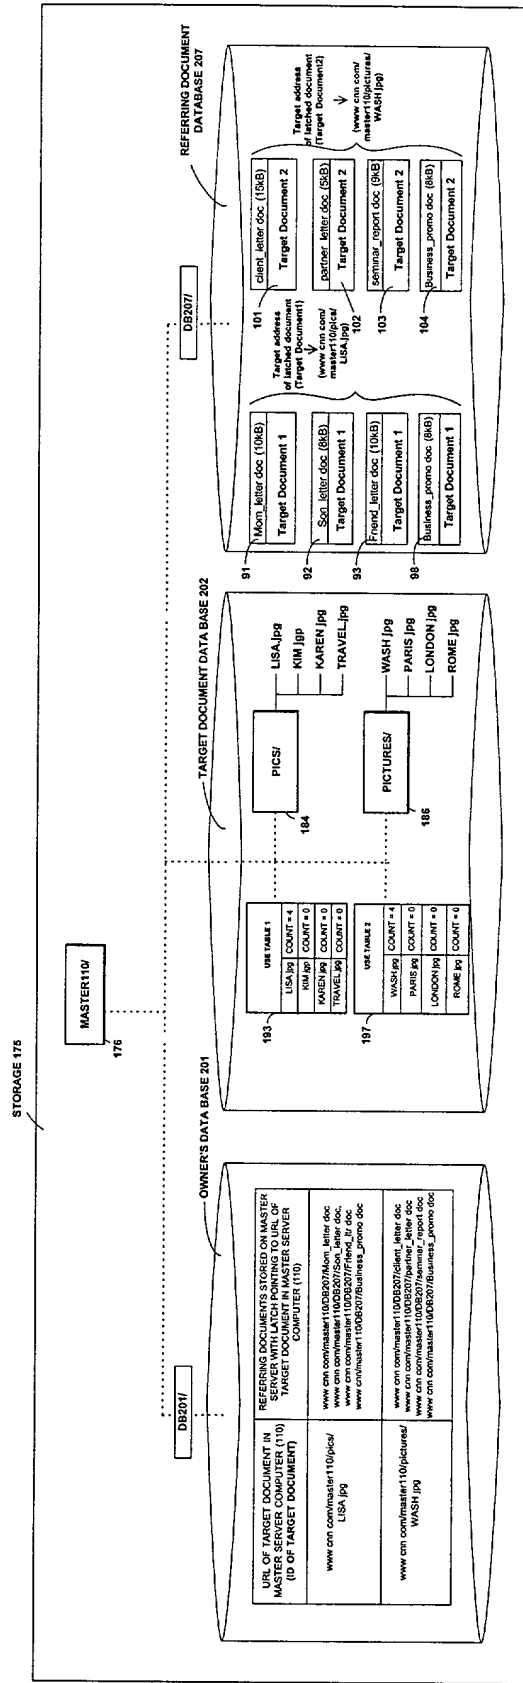 STORAGE 175
MASTER110/
176
DB201/
OWNER'S DATA BASE 201
URL OF TARGET DOCUMENT IN
MASTER SERVER COMPUTER (110)
(ID OF TARGET DOCUMENT)
REFERRING DOCUMENTS STORED ON MASTER
SERVER WITH LATCH POINTING TO URL OF
TARGET DOCUMENT IN MASTER SERVER
COMPUTER (110)
www cnn com/master110/pics/
LISA jpg
www cnn com/master110/DB207/Mom_letter doc
www cnn com/master110/DB207/Son_letter doc,
www cnn com/master110/DB207/Friend_ltr doc
www cnn/master110/DB207/Business_promo doc
www cnn com/master110/pictures/
WASH jpg
www cnn com/master110/DB207/client_letter doc
www cnn com/master110/DB207/partner_letter doc
www cnn com/master110/DB207/seminar_report doc
www cnn com/master110/DB207/Business_promo doc
TARGET DOCUMENT DATA BASE 202
193
USE TABLE 1
LISA jpg COUNT = 4
KIM jgp COUNT = 0
KAREN jpg COUNT = 0
TRAVEL.jpg COUNT = 0
197
USE TABLE 2
WASH jpg COUNT = 4
PARIS jpg COUNT = 0
LONDON jpg COUNT = 0
ROME jpg COUNT = 0
PICS/
184
LISA.jpg
KIM jgp
KAREN jpg
TRAVEL.jpg
PICTURES/
186
WASH jpg
PARIS jpg
LONDON jpg
ROME jpg
DB207/
REFERRING DOCUMENT
DATABASE 207
91
Mom_letter doc (10kB)
Target Document 1
92
Son_letter doc (8kB)
Target Document 1
93
Friend_letter doc (10kB)
Target Document 1
98
Business_promo doc (8kB)
Target Document 1
Target address
of latched document
(Target Document1)
(www cnn com/
master110/pics/
LISA.jpg)
101
client_letter doc (15kB)
Target Document 2
102
partner_letter doc (5kB)
Target Document 2
103
seminar_report doc (9kB)
Target Document 2
104
Business_promo doc (8kB)
Target Document 2
Target address
of latched document
(Target Document2)
(www cnn com/
master110/pictures/
WASH jpg)